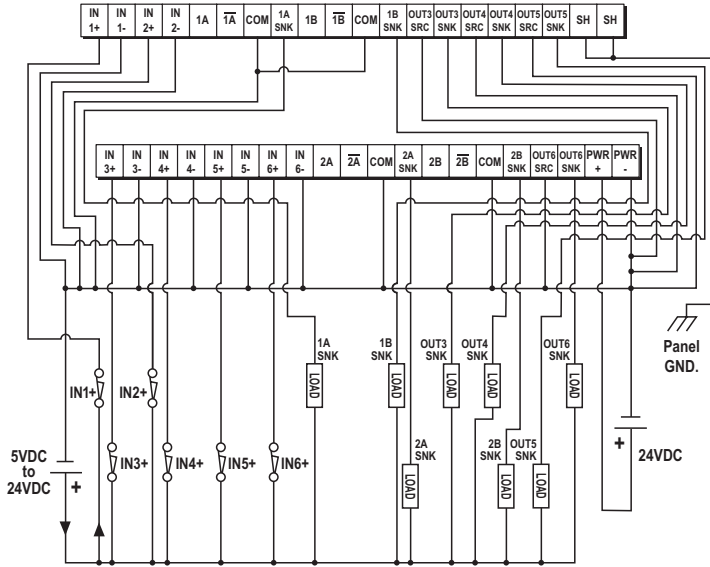 IN 1+ IN 1- IN 2+ IN 2- 1A 1A COM 1A SNK 1B 1B COM 1B SNK OUT3 SRC OUT3 SNK OUT4 SRC OUT4 SNK OUT5 SRC OUT5 SNK SH SH
IN 3+ IN 3- IN 4+ IN 4- IN 5+ IN 5- IN 6+ IN 6- 2A 2A COM 2A SNK 2B 2B COM 2B SNK OUT6 SRC OUT6 SNK PWR + PWR -
1A SNK
LOAD
1B SNK
LOAD
OUT3 SNK
LOAD
OUT4 SNK
LOAD
OUT6 SNK
LOAD
Panel
GND.
IN1+
IN2+
IN3+
IN4+
IN5+
IN6+
2A SNK
LOAD
2B SNK
LOAD
OUT5 SNK
LOAD
5VDC
to
24VDC
+
+
24VDC